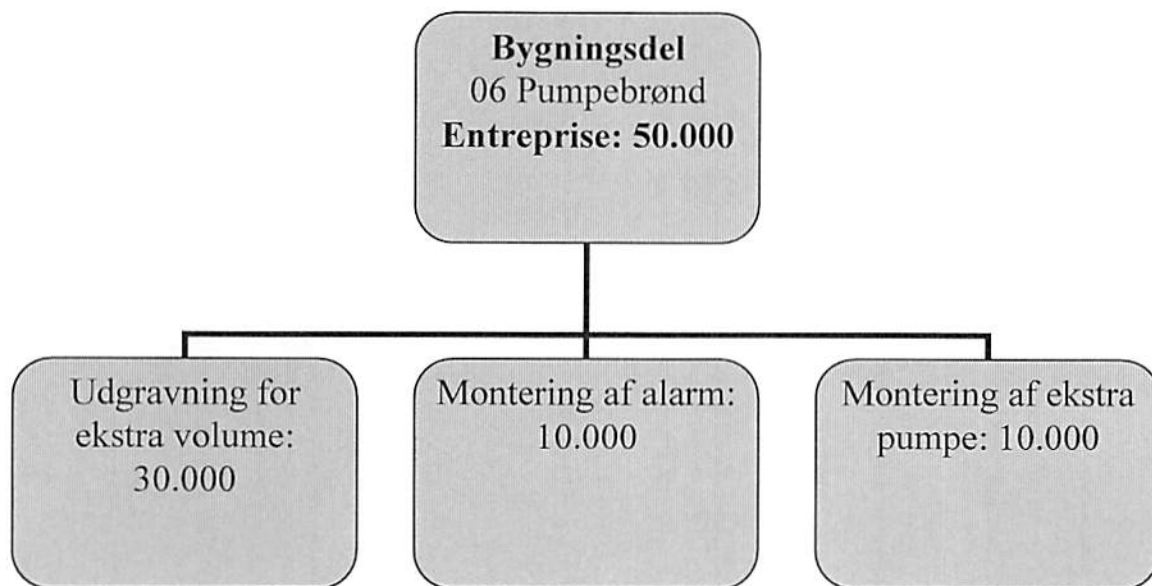 Bygningsdel
06 Pumpebrønd
Entreprise: 50.000
Udgravning for
ekstra volume:
30.000
Montering af alarm:
10.000
Montering af ekstra
pumpe: 10.000